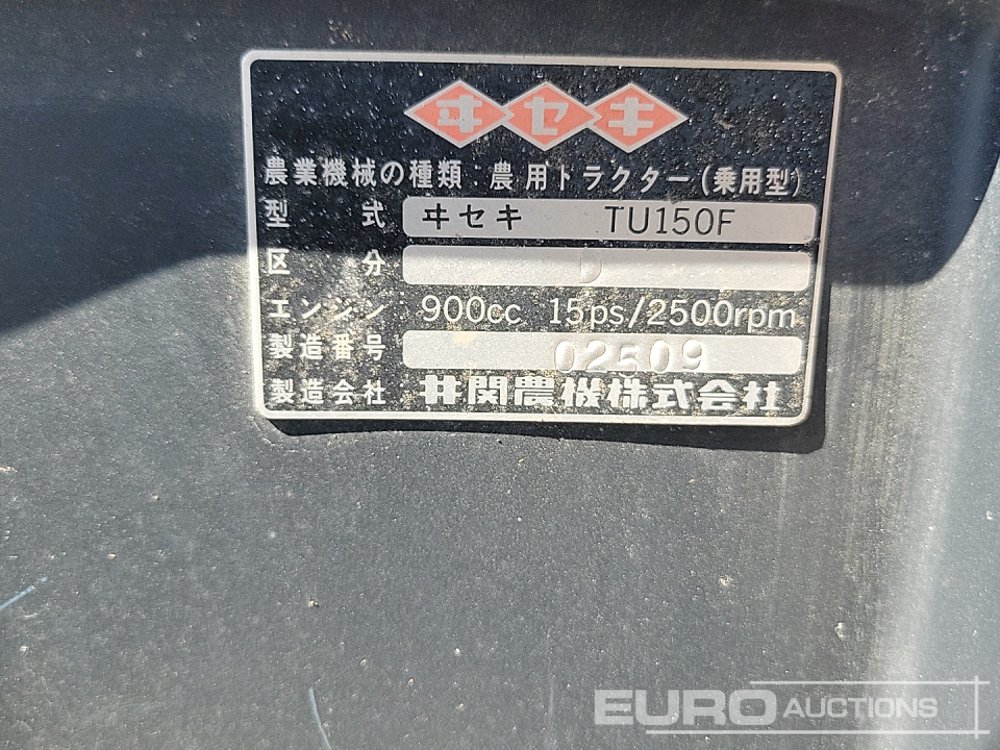 ヰセキ
農業機械の種類:農用トラクター(乗用型)
型式 ヰセキ TU150F
区分 D
エンジン 900cc 15ps/2500rpm
製造番号 02509
製造会社 井関農機株式会社
EURO AUCTIONS